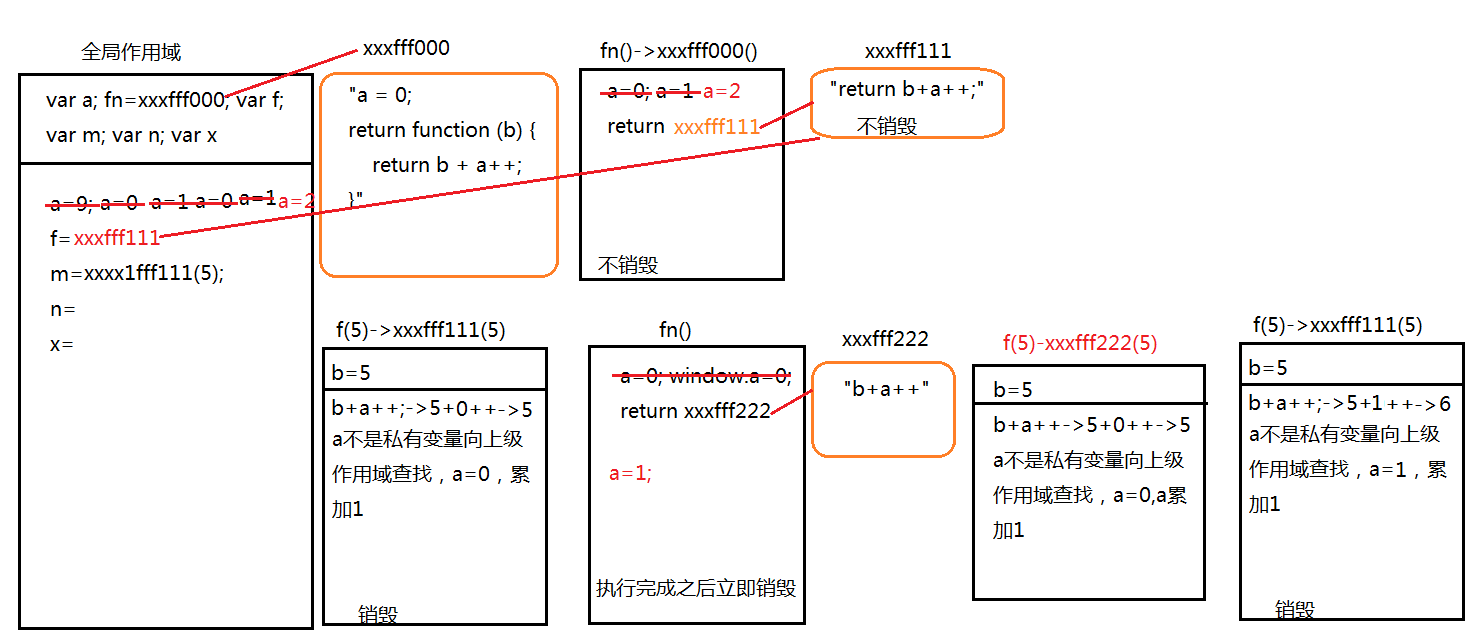 全局作用域
var a; fn=xxxfff000; var f;
var m; var n; var x
a=9; a=0 a=1 a=0 a=1 a=2
f=xxxfff111
m=xxxx1fff111(5);
n=
x=
xxxfff000
"a = 0;
return function (b) {
return b + a++;
}"
fn()->xxxfff000()
a=0; a=1 a=2
return xxxfff111
不销毁
xxxfff111
"return b+a++;"
不销毁
f(5)->xxxfff111(5)
b=5
b+a++;->5+0++->5
a不是私有变量向上级
作用域查找，a=0，累
加1
销毁
fn()
a=0; window.a=0;
return xxxfff222
a=1;
执行完成之后立即销毁
xxxfff222
"b+a++"
f(5)-xxxfff222(5)
b=5
b+a++->5+0++->5
a不是私有变量向上级
作用域查找，a=0,a累
加1
f(5)->xxxfff111(5)
b=5
b+a++;->5+1++->6
a不是私有变量向上级
作用域查找，a=1，累
加1
销毁